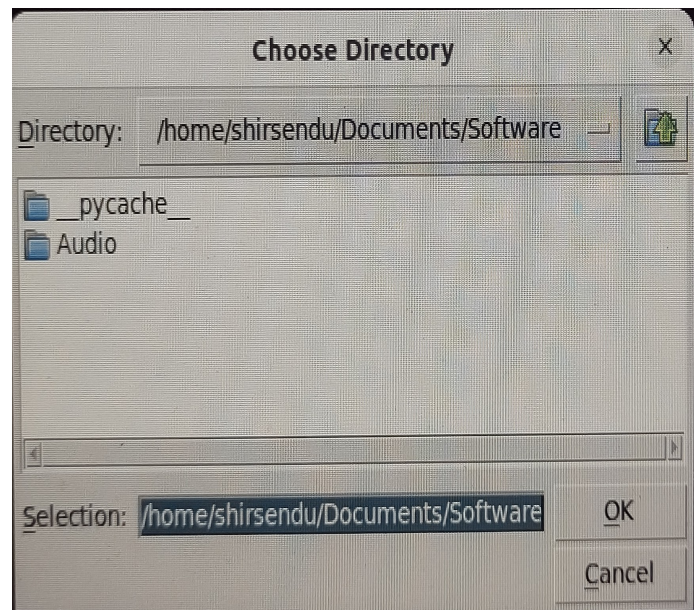 Choose Directory
Directory: /home/shirsendu/Documents/Software
__pycache__
Audio
Selection: /home/shirsendu/Documents/Software
OK
Cancel